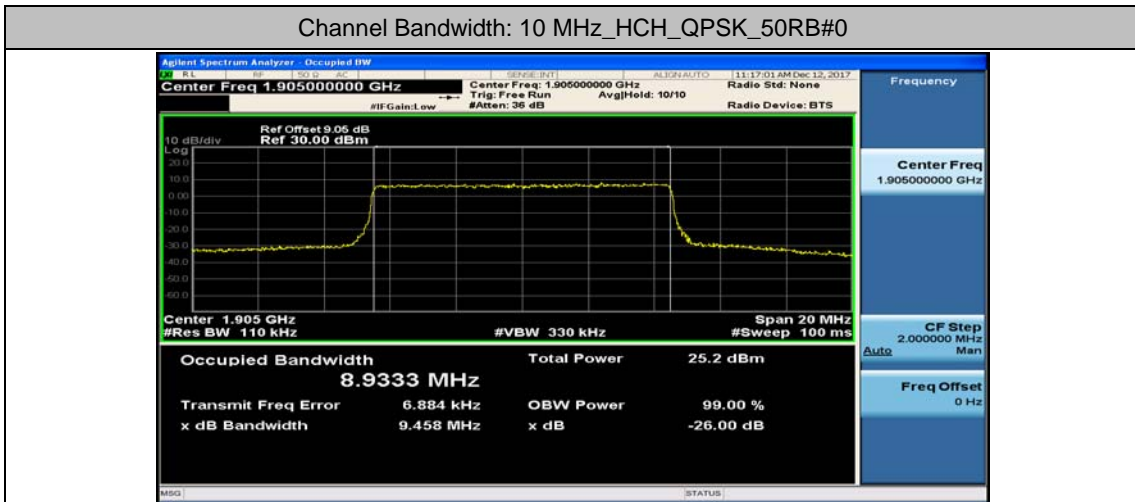 Channel Bandwidth: 10 MHz_HCH_QPSK_50RB#0
Agilent Spectrum Analyzer - Occupied BW
RL RF 50 Ω AC SENSE:INT ALIGNAUTO 11:17:01 AM Dec 12, 2017
Center Freq 1.905000000 GHz
Center Freq: 1.905000000 GHz
Radio Std: None
Trig: Free Run Avg|Hold: 10/10
#IFGain:Low
#Atten: 36 dB
Radio Device: BTS
Ref Offset 9.05 dB
10 dB/div Ref 30.00 dBm
Log
20.0
10.0
0.00
-10.0
-20.0
-30.0
-40.0
-50.0
-60.0
Center 1.905 GHz Span 20 MHz
#Res BW 110 kHz #VBW 330 kHz #Sweep 100 ms
Occupied Bandwidth Total Power 25.2 dBm
8.9333 MHz
Transmit Freq Error 6.884 kHz OBW Power 99.00 %
x dB Bandwidth 9.458 MHz x dB -26.00 dB
MSG STATUS
Frequency
Center Freq
1.905000000 GHz
CF Step
2.000000 MHz
Auto Man
Freq Offset
0 Hz